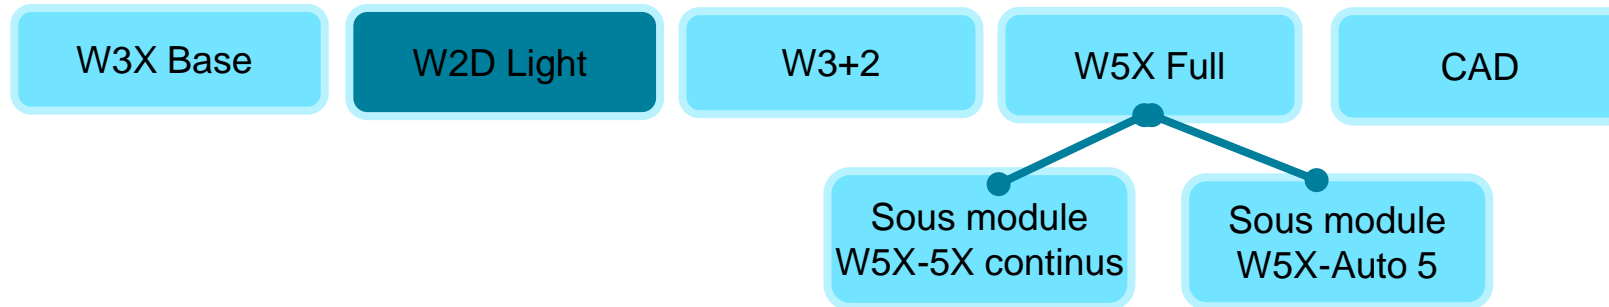 W3X Base
W2D Light
W3+2
W5X Full
CAD
Sous module
W5X-5X continus
Sous module
W5X-Auto 5